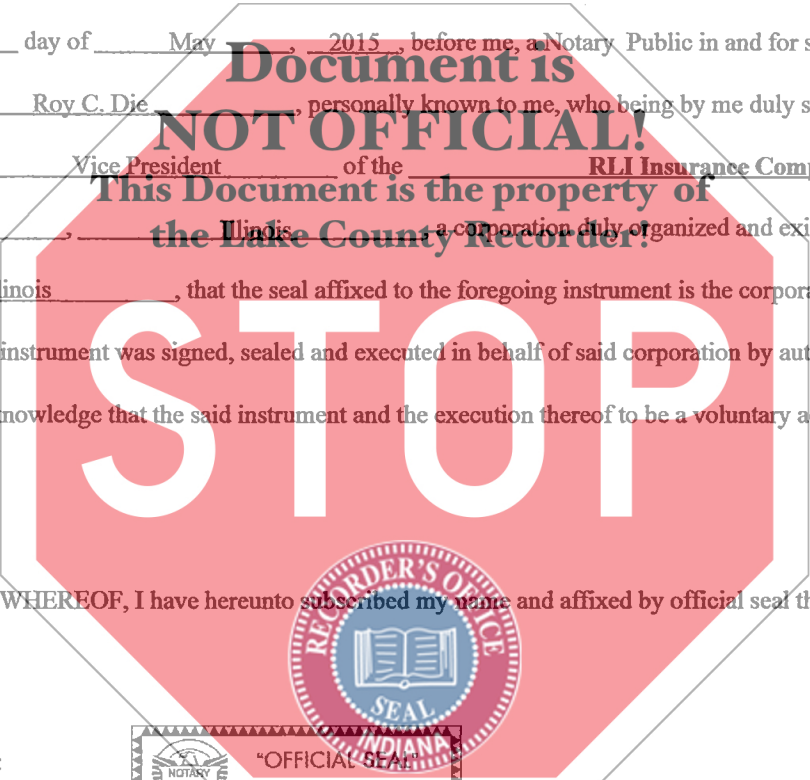 day of May, 2015, before me, a Notary Public in and for s
Document is
Roy C. Die, personally known to me, who being by me duly s
NOT OFFICIAL!
Vice President of the RLI Insurance Comp
This Document is the property of
, Illinois, a corporation duly organized and exi
the Lake County Recorder!
inois, that the seal affixed to the foregoing instrument is the corpora
STOP
instrument was signed, sealed and executed in behalf of said corporation by aut
nowledge that the said instrument and the execution thereof to be a voluntary a
WHEREOF, I have hereunto subscribed my name and affixed by official seal th
RECORDER'S OFFICE
SEAL
INDIANA
"OFFICIAL SEAL"
NOTARY